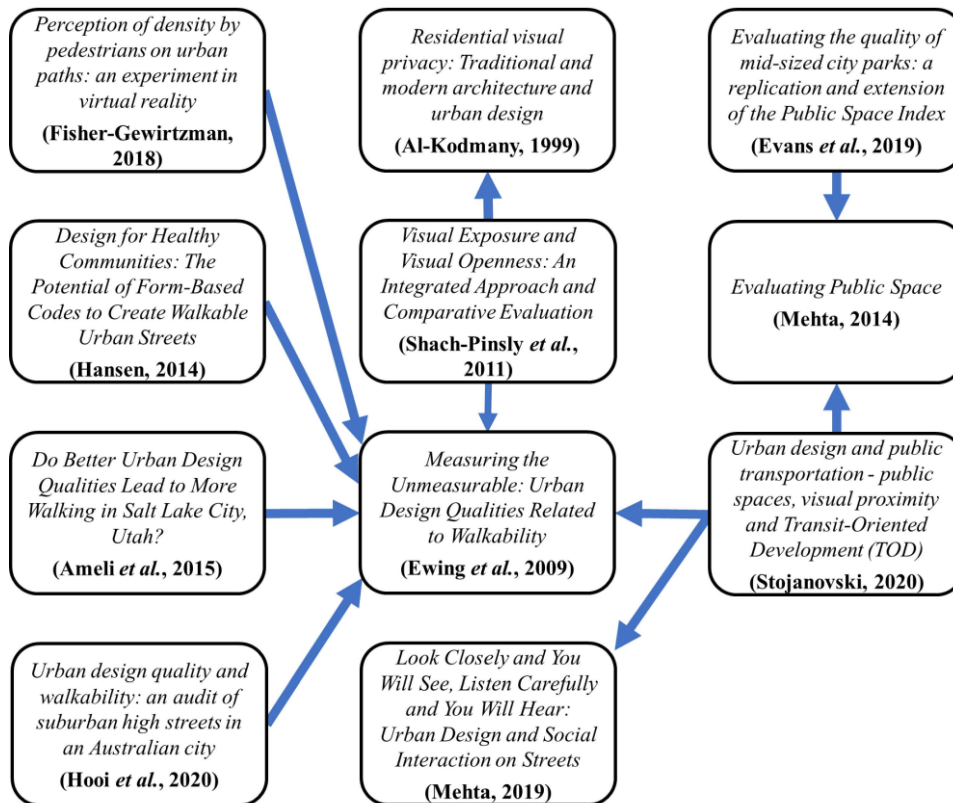 Perception of density by
pedestrians on urban
paths: an experiment in
virtual reality
(Fisher-Gewirtzman,
2018)
Residential visual
privacy: Traditional and
modern architecture and
urban design
(Al-Kodmany, 1999)
Evaluating the quality of
mid-sized city parks: a
replication and extension
of the Public Space Index
(Evans et al., 2019)
Design for Healthy
Communities: The
Potential of Form-Based
Codes to Create Walkable
Urban Streets
(Hansen, 2014)
Visual Exposure and
Visual Openness: An
Integrated Approach and
Comparative Evaluation
(Shach-Pinsly et al.,
2011)
Evaluating Public Space
(Mehta, 2014)
Do Better Urban Design
Qualities Lead to More
Walking in Salt Lake City,
Utah?
(Ameli et al., 2015)
Measuring the
Unmeasurable: Urban
Design Qualities Related
to Walkability
(Ewing et al., 2009)
Urban design and public
transportation - public
spaces, visual proximity
and Transit-Oriented
Development (TOD)
(Stojanovski, 2020)
Urban design quality and
walkability: an audit of
suburban high streets in
an Australian city
(Hooi et al., 2020)
Look Closely and You
Will See, Listen Carefully
and You Will Hear:
Urban Design and Social
Interaction on Streets
(Mehta, 2019)